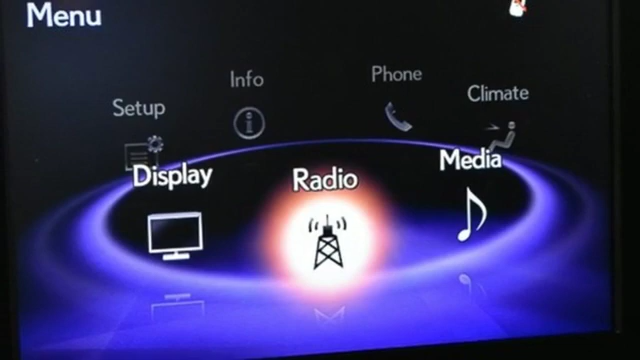 Menu
Info
Phone
Setup
Climate
Display
Radio
Media